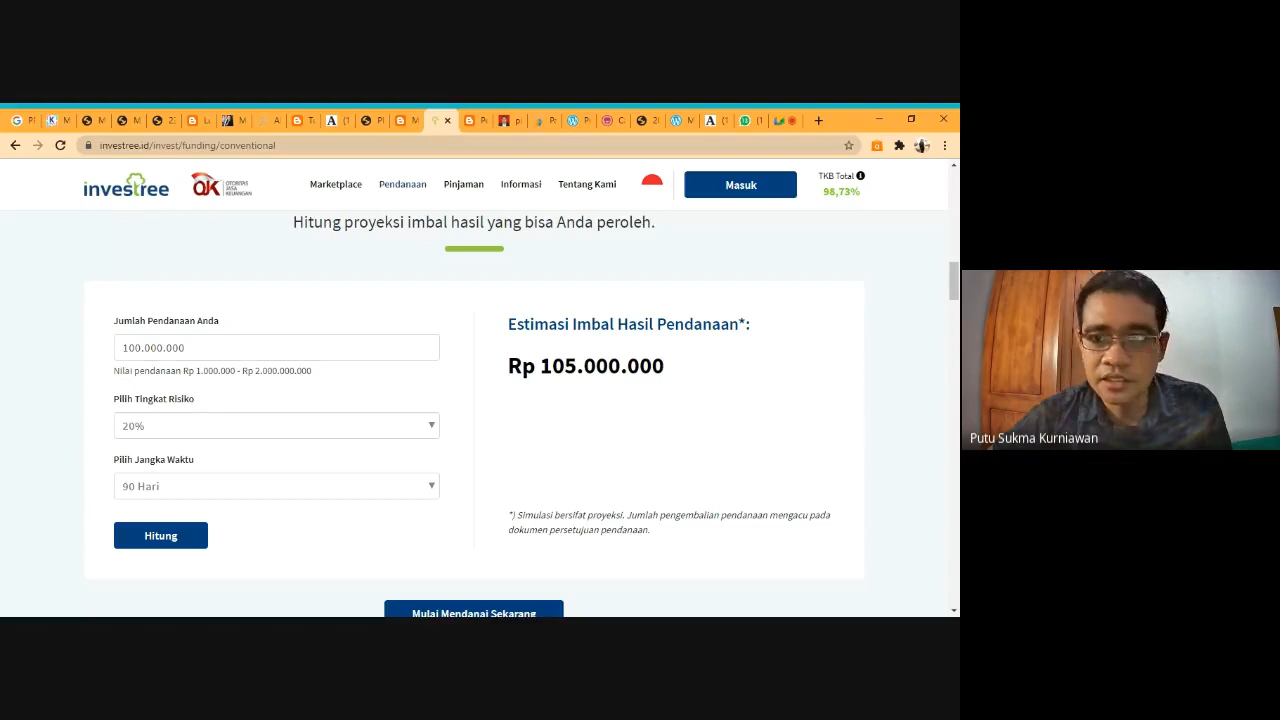 investree.id/invest/funding/conventional
investree
OJK OTORITAS JASA KEUANGAN
Marketplace Pendanaan Pinjaman Informasi Tentang Kami
Masuk
TKB Total
98,73%
Hitung proyeksi imbal hasil yang bisa Anda peroleh.
Jumlah Pendanaan Anda
100.000.000
Nilai pendanaan Rp 1.000.000 - Rp 2.000.000.000
Pilih Tingkat Risiko
20%
Pilih Jangka Waktu
90 Hari
Hitung
Estimasi Imbal Hasil Pendanaan*:
Rp 105.000.000
*) Simulasi bersifat proyeksi. Jumlah pengembalian pendanaan mengacu pada
dokumen persetujuan pendanaan.
Mulai Mendanai Sekarang
Putu Sukma Kurniawan